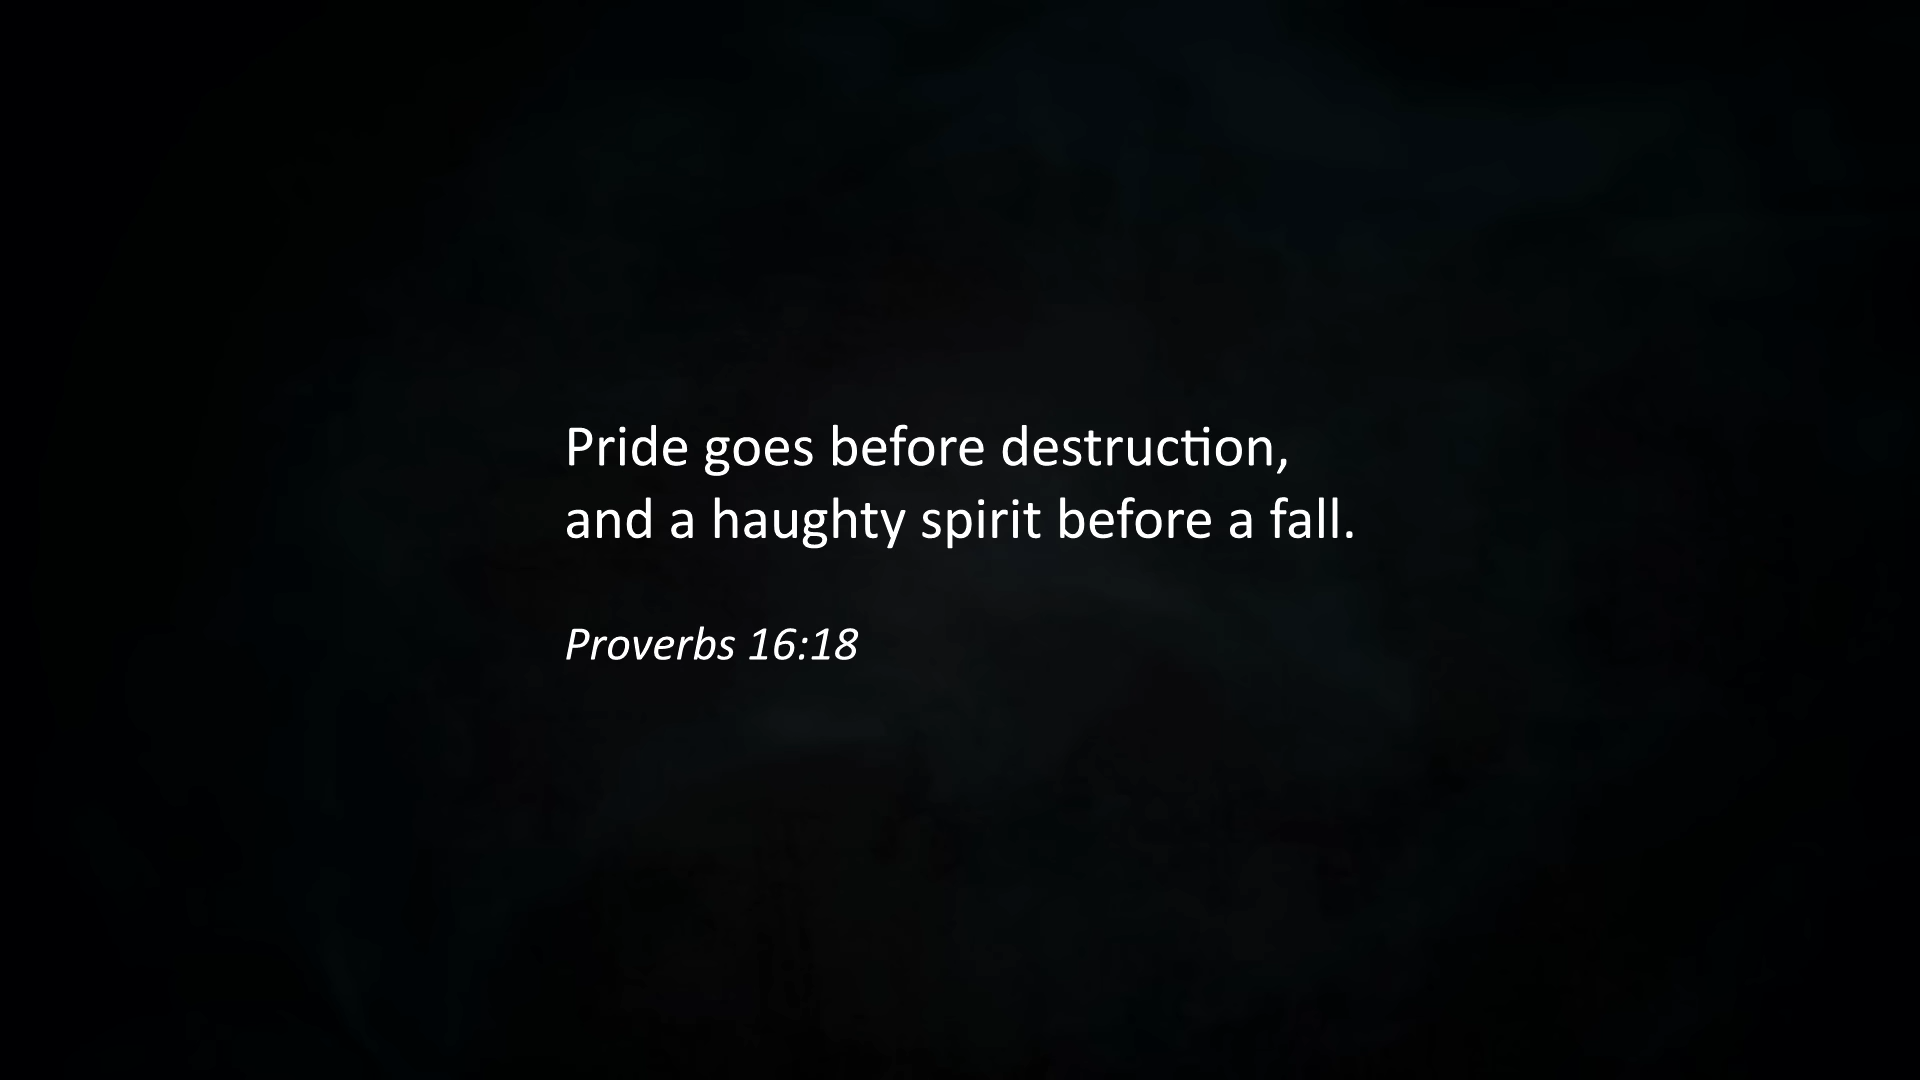 Pride goes before destruction,
and a haughty spirit before a fall.
Proverbs 16:18